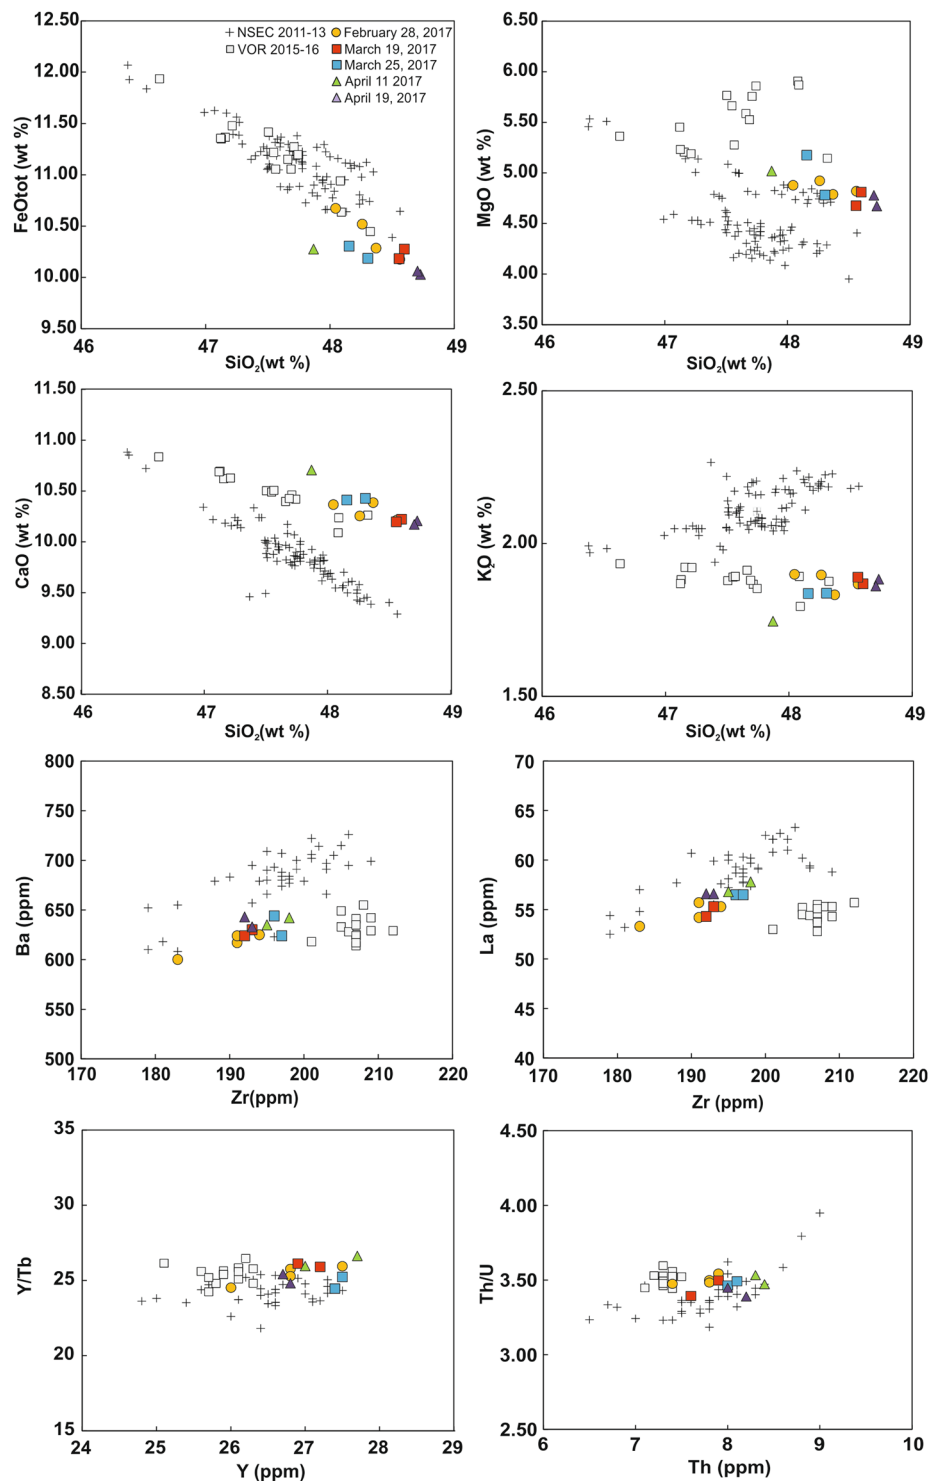 12.50
12.00
11.50
11.00
10.50
10.00
9.50
FeOtot (wt %)
NSEC 2011-13
VOR 2015-16
February 28, 2017
March 19, 2017
March 25, 2017
April 11 2017
April 19, 2017
46 47 48 49
SiO2(wt %)
6.50
6.00
5.50
5.00
4.50
4.00
3.50
MgO (wt %)
46 47 48 49
SiO2(wt %)
11.50
11.00
10.50
10.00
9.50
9.00
8.50
CaO (wt %)
46 47 48 49
SiO2(wt %)
2.50
2.00
1.50
K2O (wt %)
46 47 48 49
SiO2(wt %)
800
700
650
600
550
500
Ba (ppm)
170 180 190 200 210 220
Zr(ppm)
70
65
60
55
50
45
40
La (ppm)
170 180 190 200 210 220
Zr (ppm)
35
30
25
20
15
Y/Tb
24 25 26 27 28 29
Y (ppm)
4.50
4.00
3.50
3.00
2.50
Th/U
6 7 8 9 10
Th (ppm)